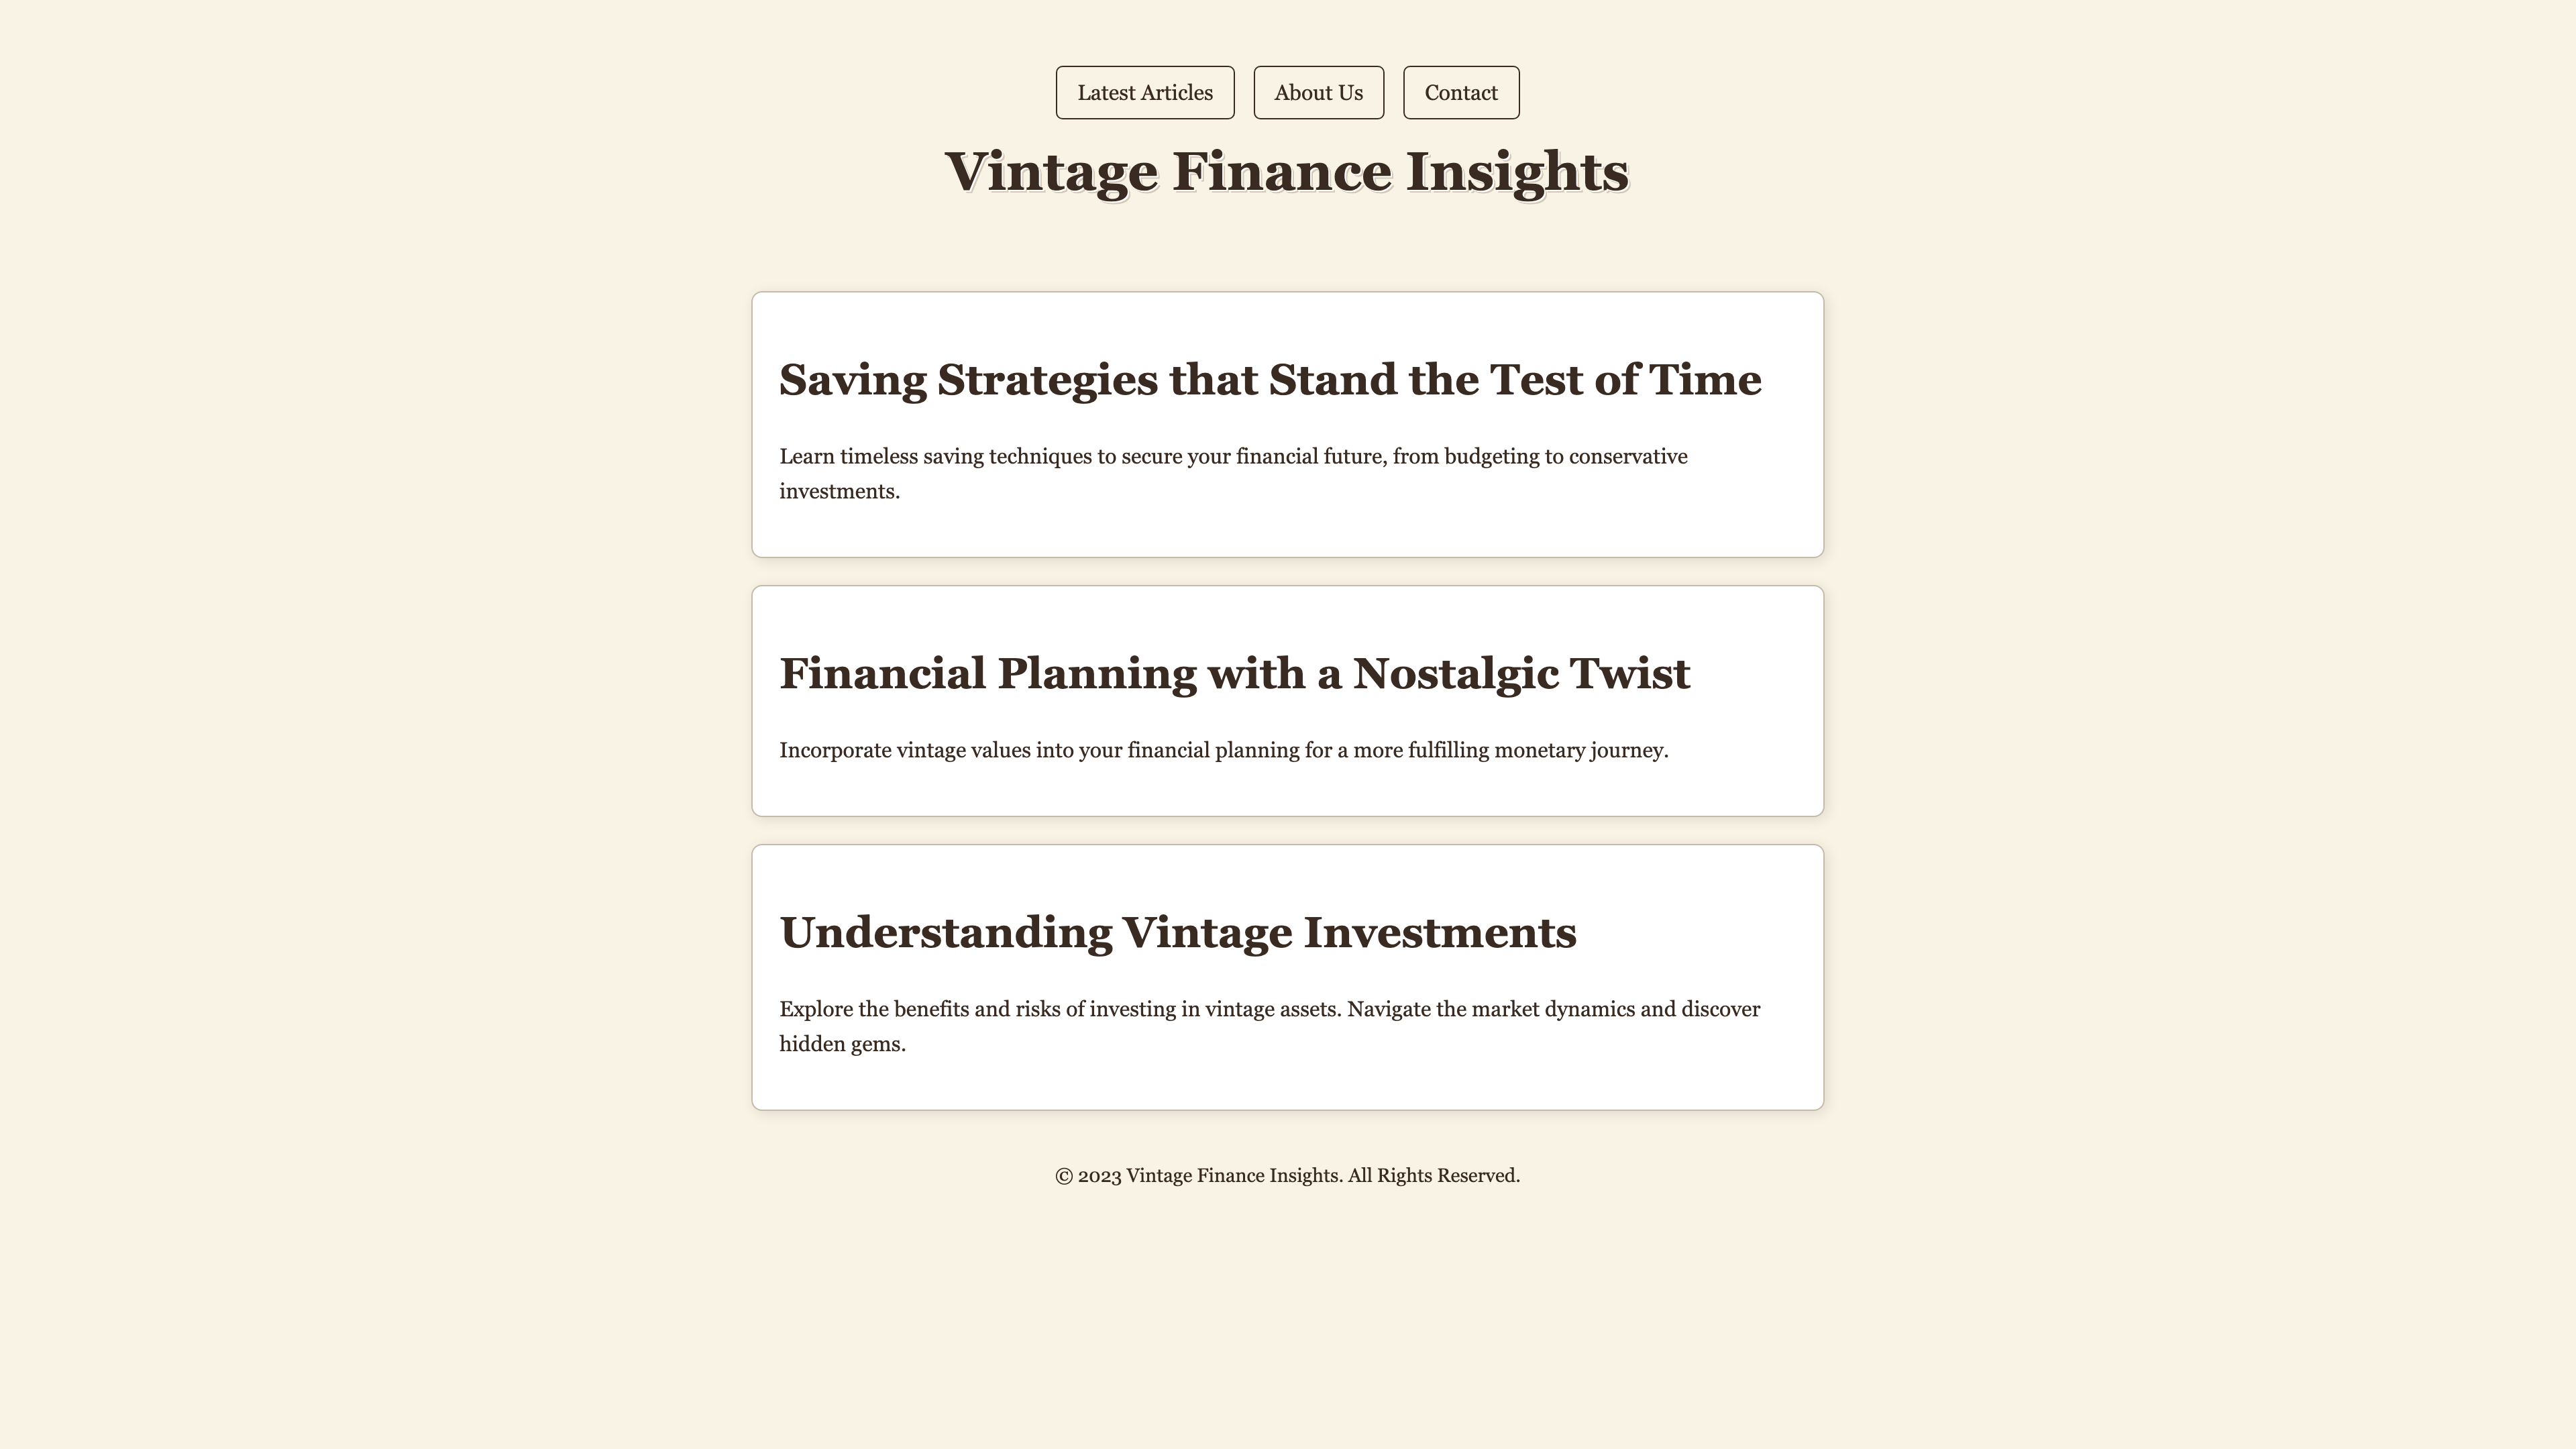 Latest Articles
About Us
Contact
Vintage Finance Insights
Saving Strategies that Stand the Test of Time
Learn timeless saving techniques to secure your financial future, from budgeting to conservative
investments.
Financial Planning with a Nostalgic Twist
Incorporate vintage values into your financial planning for a more fulfilling monetary journey.
Understanding Vintage Investments
Explore the benefits and risks of investing in vintage assets. Navigate the market dynamics and discover
hidden gems.
© 2023 Vintage Finance Insights. All Rights Reserved.